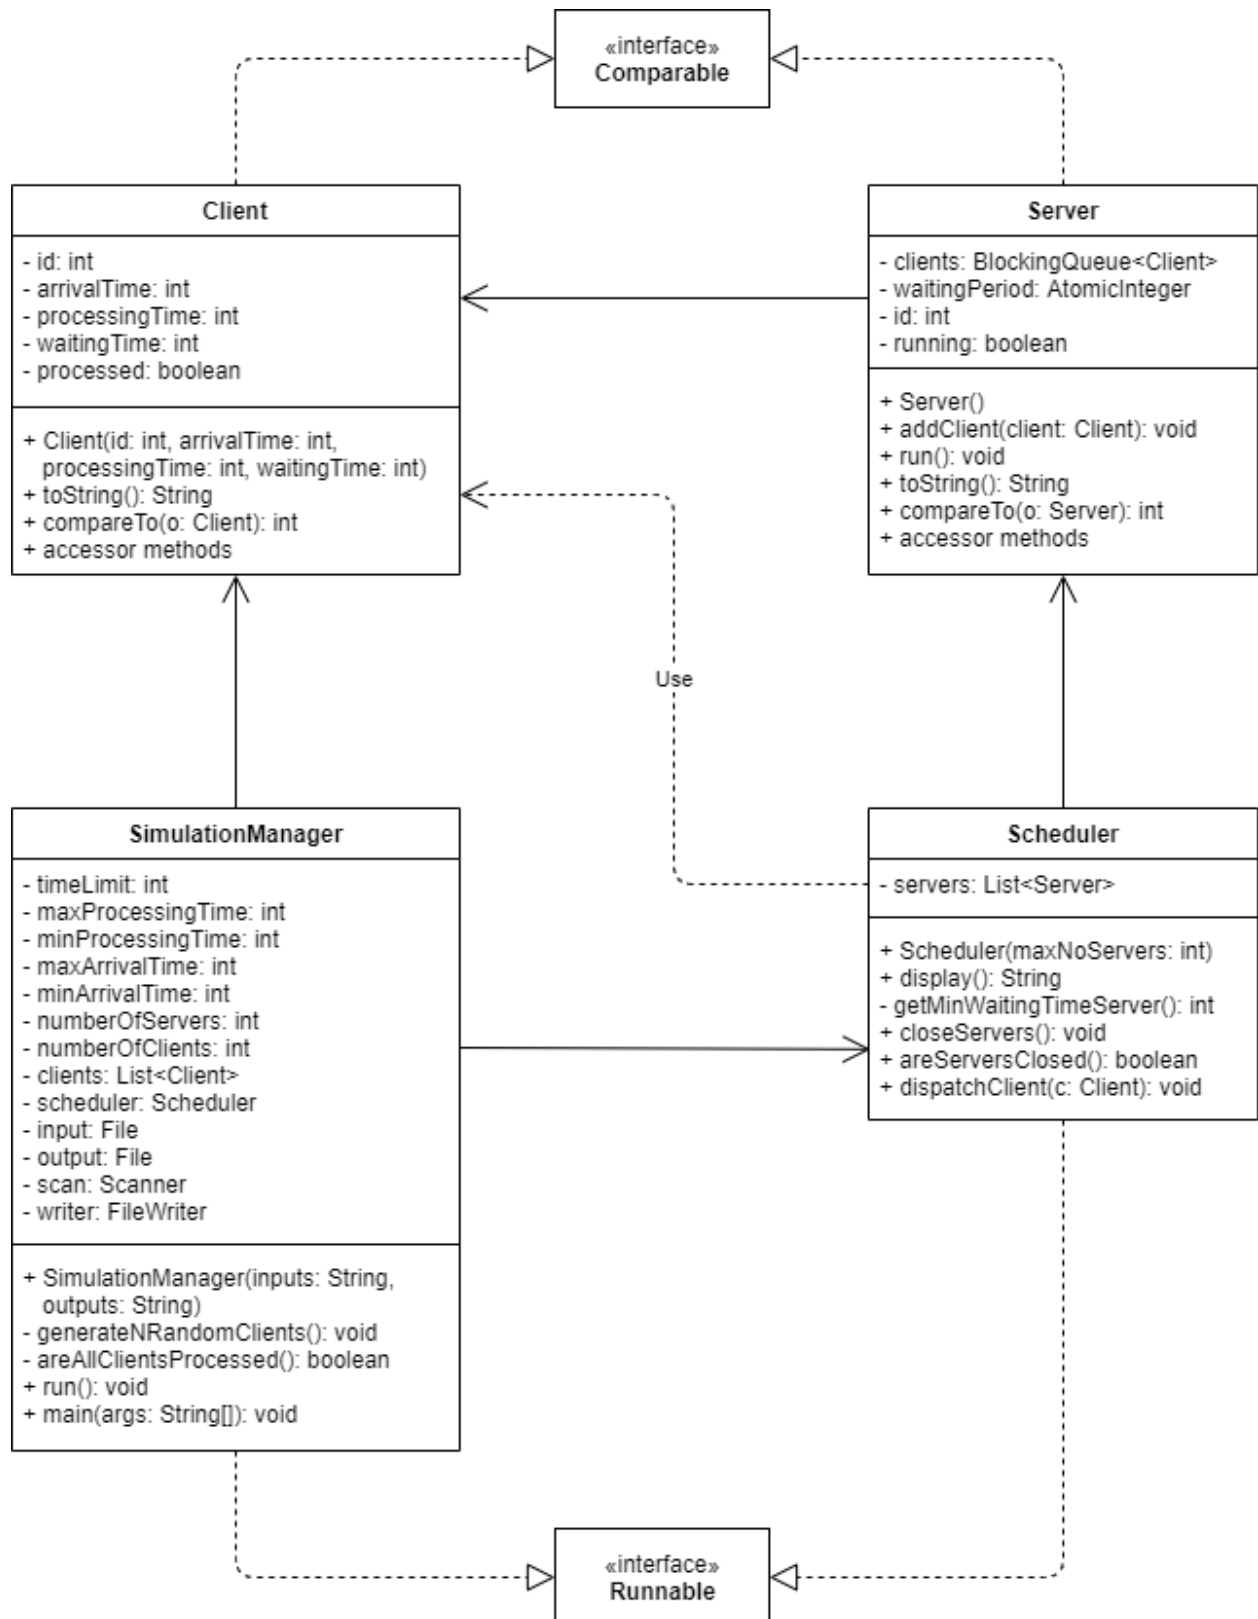 «interface»
Comparable
Client
- id: int
- arrivalTime: int
- processingTime: int
- waitingTime: int
- processed: boolean
+ Client(id: int, arrivalTime: int,
processingTime: int, waitingTime: int)
+ toString(): String
+ compareTo(o: Client): int
+ accessor methods
Server
- clients: BlockingQueue<Client>
- waitingPeriod: AtomicInteger
- id: int
- running: boolean
+ Server()
+ addClient(client: Client): void
+ run(): void
+ toString(): String
+ compareTo(o: Server): int
+ accessor methods
Use
SimulationManager
- timeLimit: int
- maxProcessingTime: int
- minProcessingTime: int
- maxArrivalTime: int
- minArrivalTime: int
- numberOfServers: int
- numberOfClients: int
- clients: List<Client>
- scheduler: Scheduler
- input: File
- output: File
- scan: Scanner
- writer: FileWriter
+ SimulationManager(inputs: String,
outputs: String)
- generateNRandomClients(): void
- areAllClientsProcessed(): boolean
+ run(): void
+ main(args: String[]): void
Scheduler
- servers: List<Server>
+ Scheduler(maxNoServers: int)
+ display(): String
- getMinWaitingTimeServer(): int
+ closeServers(): void
+ areServersClosed(): boolean
+ dispatchClient(c: Client): void
«interface»
Runnable